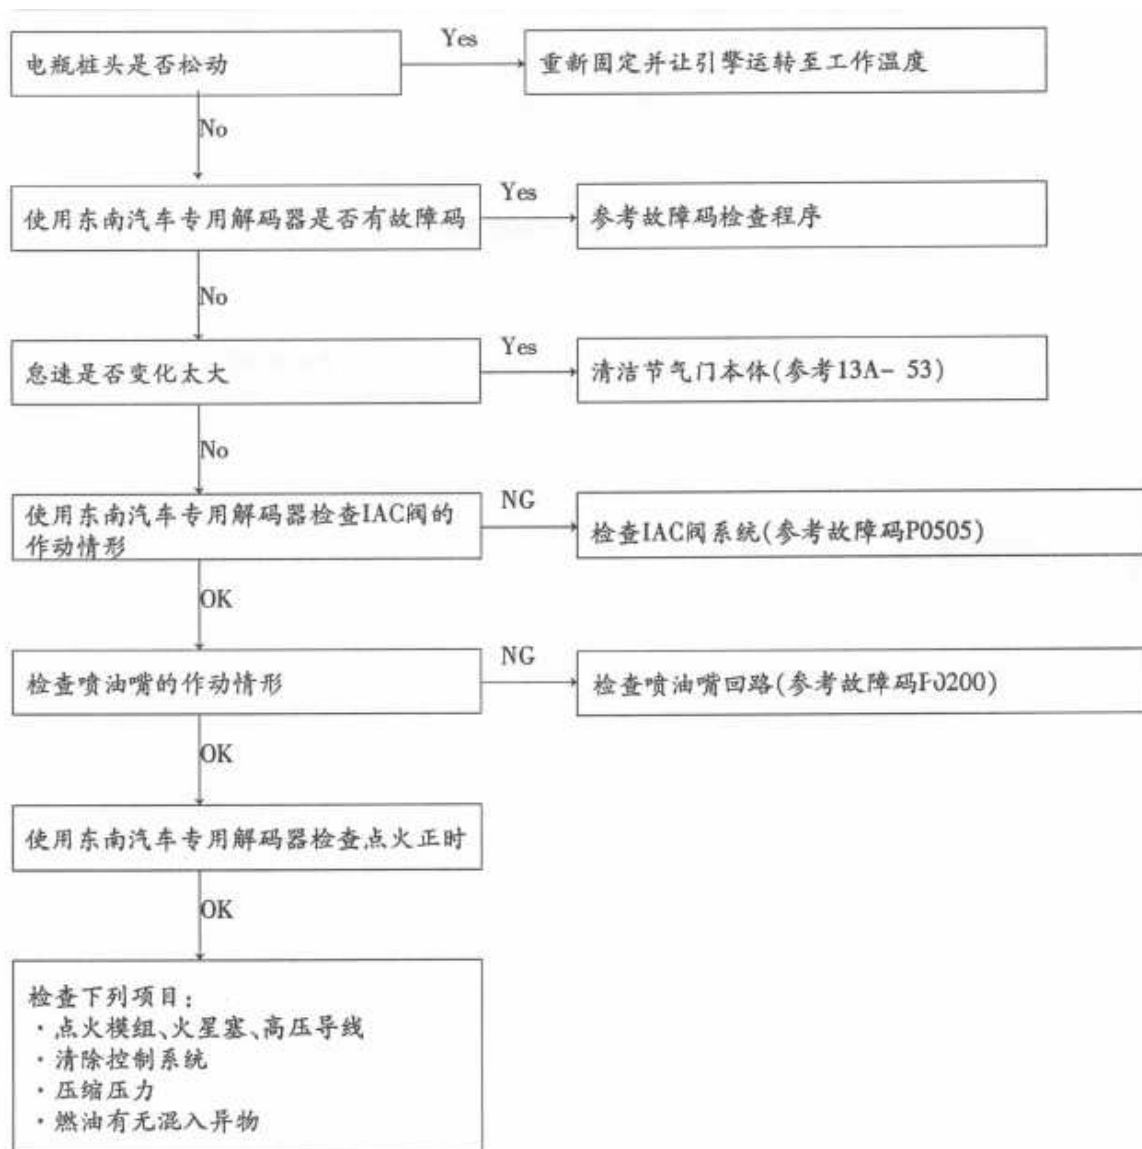 电瓶桩头是否松动
Yes
重新固定并让引擎运转至工作温度
No
使用东南汽车专用解码器是否有故障码
Yes
参考故障码检查程序
No
怠速是否变化太大
Yes
清洁节气门本体(参考13A- 53)
No
使用东南汽车专用解码器检查IAC阀的
作动情形
NG
检查IAC阀系统(参考故障码P0505)
OK
检查喷油嘴的作动情形
NG
检查喷油嘴回路(参考故障码P0200)
OK
使用东南汽车专用解码器检查点火正时
OK
检查下列项目:
·点火模组、火星塞、高压导线
·清除控制系统
·压缩压力
·燃油有无混入异物